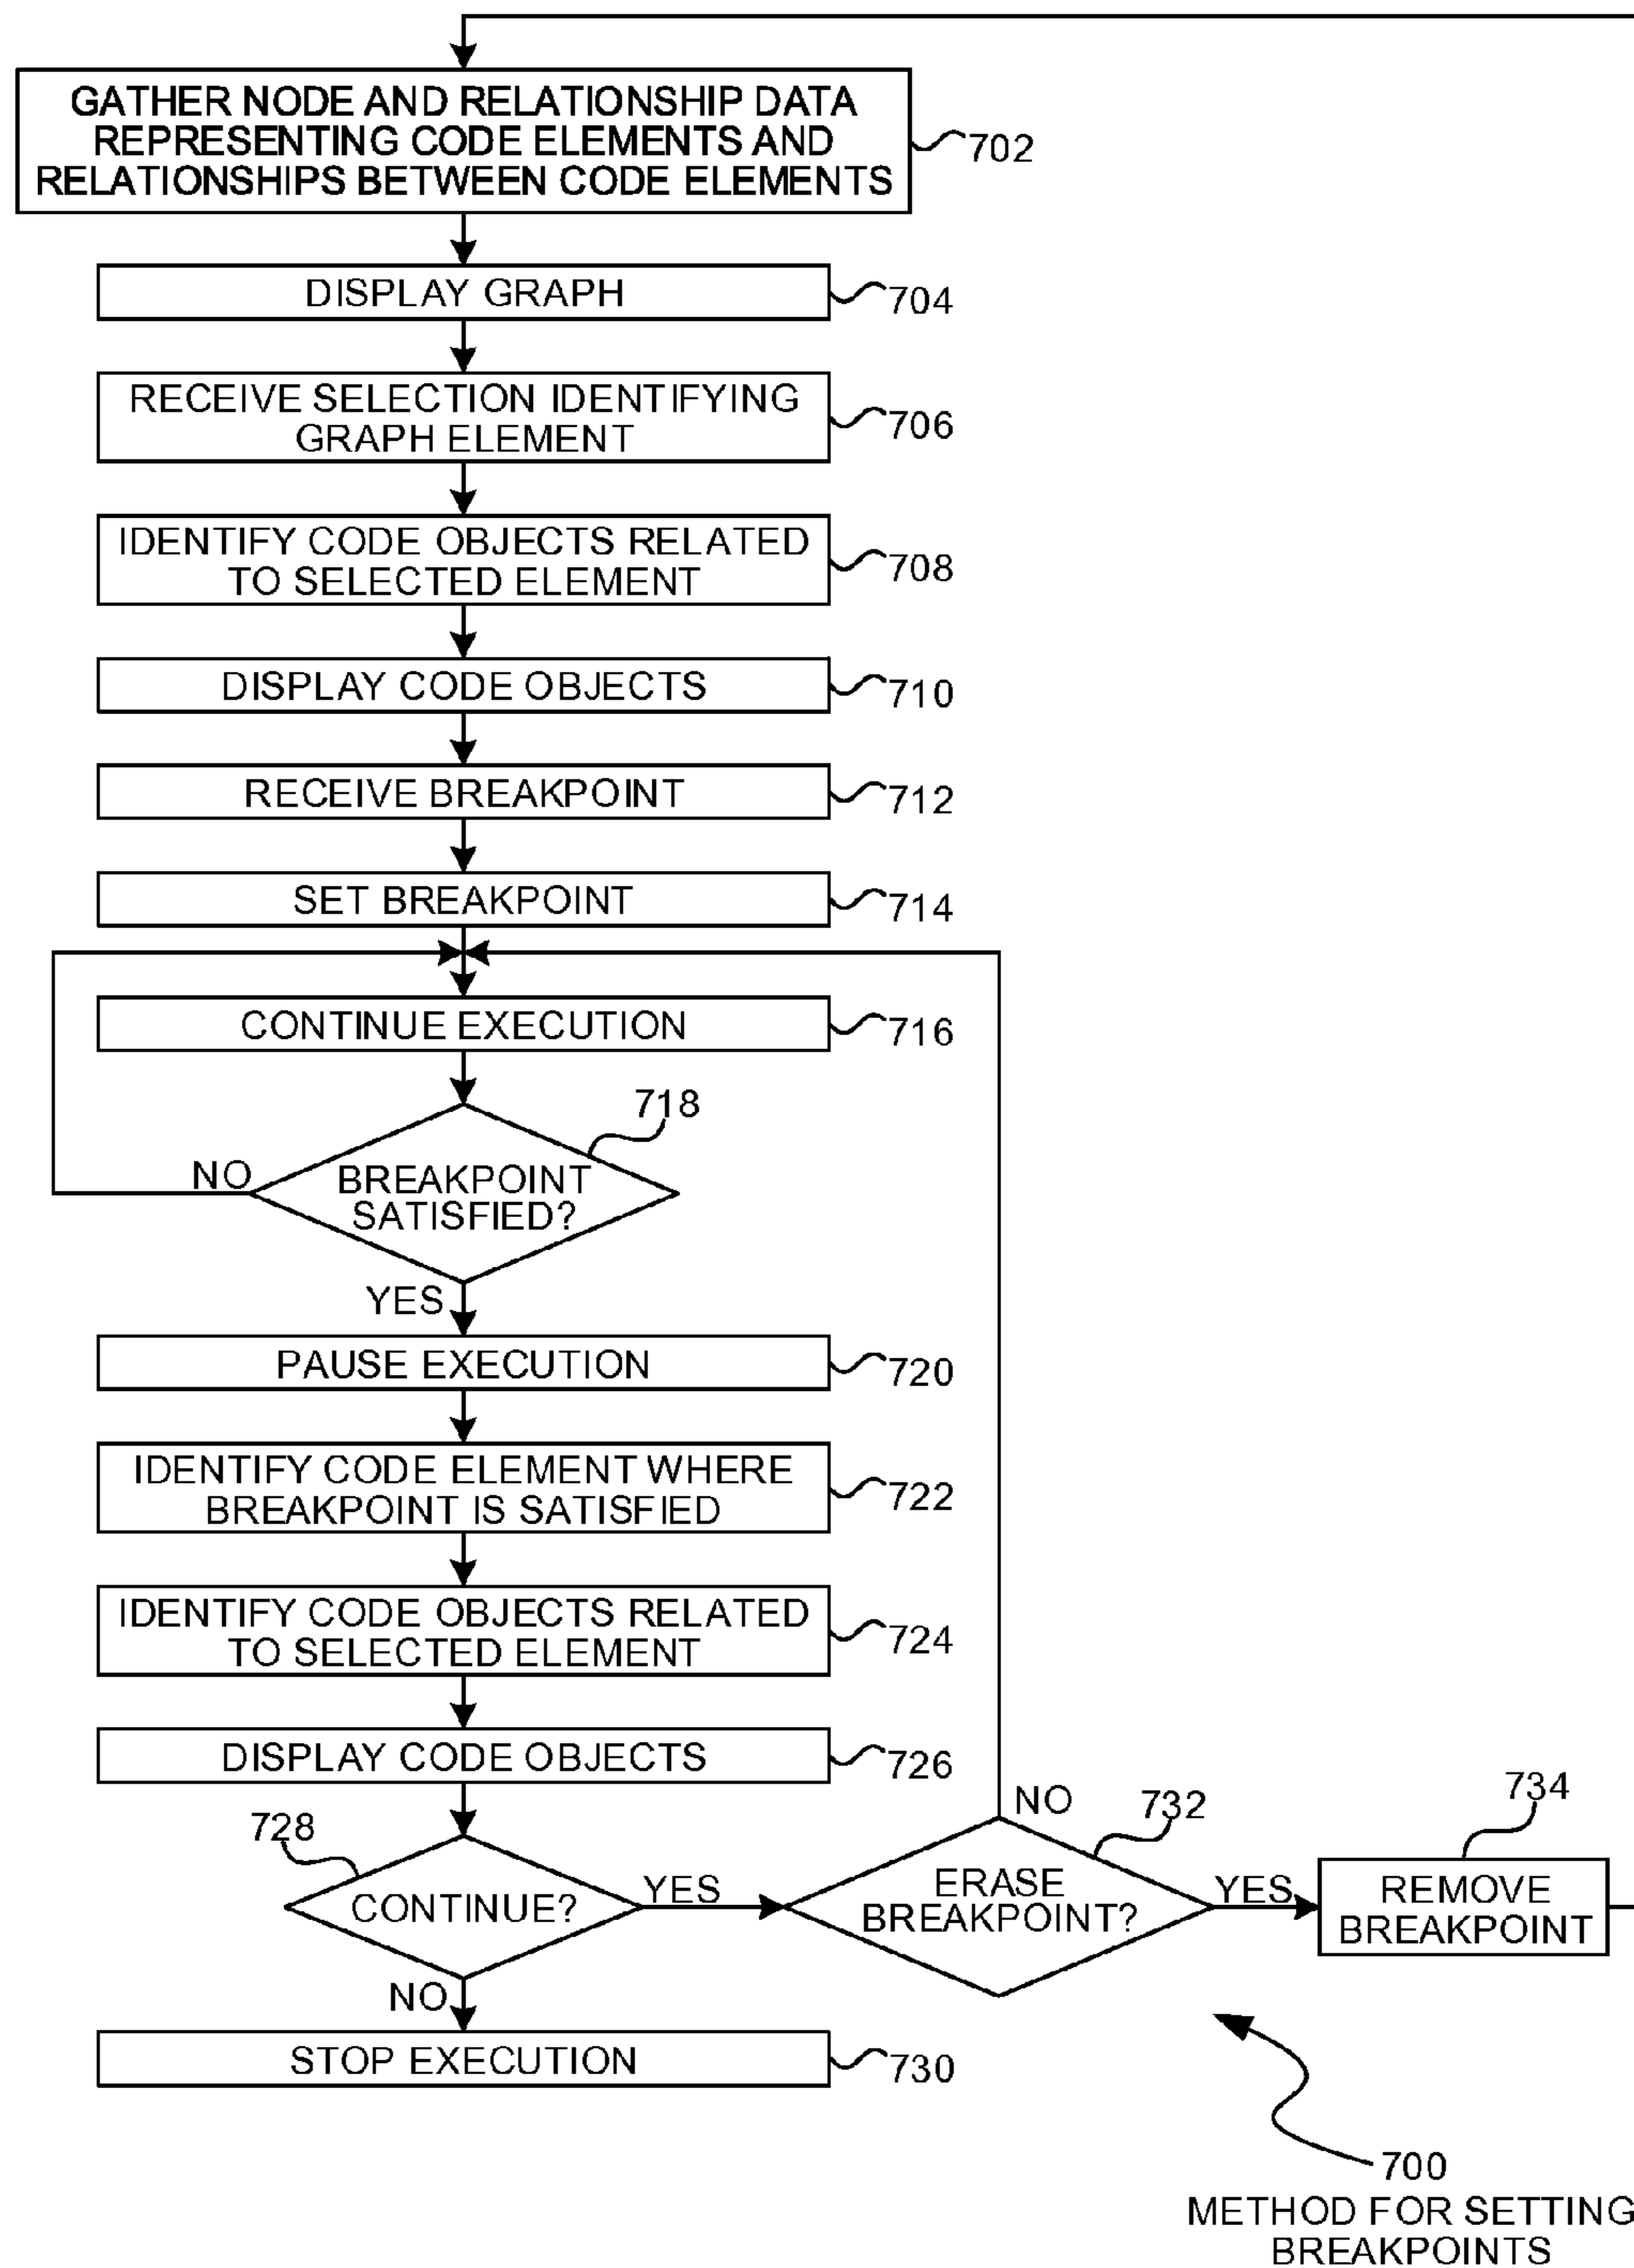 GATHER NODE AND RELATIONSHIP DATA
REPRESENTING CODE ELEMENTS AND
RELATIONSHIPS BETWEEN CODE ELEMENTS
702
DISPLAY GRAPH
704
RECEIVE SELECTION IDENTIFYING
GRAPH ELEMENT
706
IDENTIFY CODE OBJECTS RELATED
TO SELECTED ELEMENT
708
DISPLAY CODE OBJECTS
710
RECEIVE BREAKPOINT
712
SET BREAKPOINT
714
CONTINUE EXECUTION
716
718
NO
BREAKPOINT
SATISFIED?
YES
PAUSE EXECUTION
720
IDENTIFY CODE ELEMENT WHERE
BREAKPOINT IS SATISFIED
722
IDENTIFY CODE OBJECTS RELATED
TO SELECTED ELEMENT
724
DISPLAY CODE OBJECTS
726
728
CONTINUE?
YES
NO
732
ERASE
BREAKPOINT?
YES
734
REMOVE
BREAKPOINT
NO
STOP EXECUTION
730
700
METHOD FOR SETTING
BREAKPOINTS